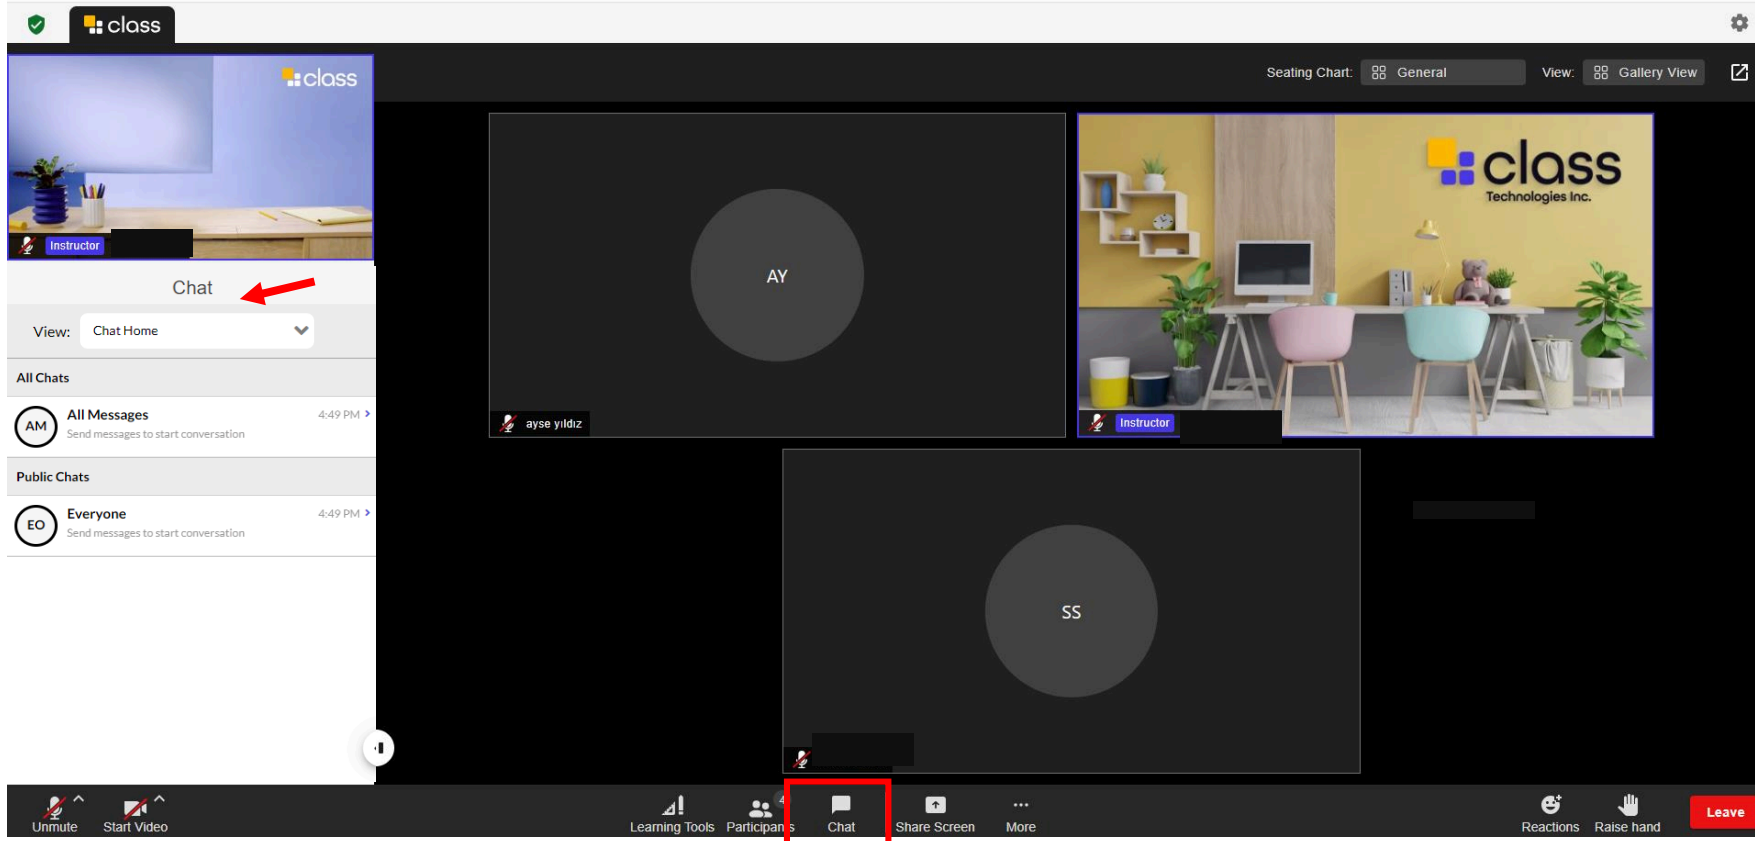 class
Seating Chart:
General
View:
Gallery View
class
Instructor
Chat
View:
Chat Home
All Chats
AM
All Messages
4:49 PM
Send messages to start conversation
Public Chats
EO
Everyone
4:49 PM
Send messages to start conversation
AY
ayse yıldız
class
Technologies Inc.
Instructor
SS
Unmute
Start Video
Learning Tools
Participants
4
Chat
Share Screen
More
Reactions
Raise hand
Leave